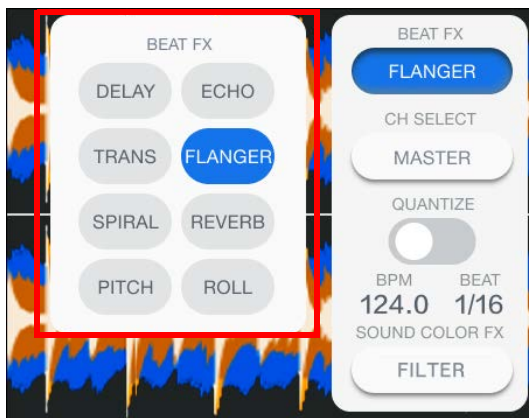 BEAT FX
DELAY ECHO
TRANS FLANGER
SPIRAL REVERB
PITCH ROLL
BEAT FX
FLANGER
CH SELECT
MASTER
QUANTIZE
BPM BEAT
124.0 1/16
SOUND COLOR FX
FILTER